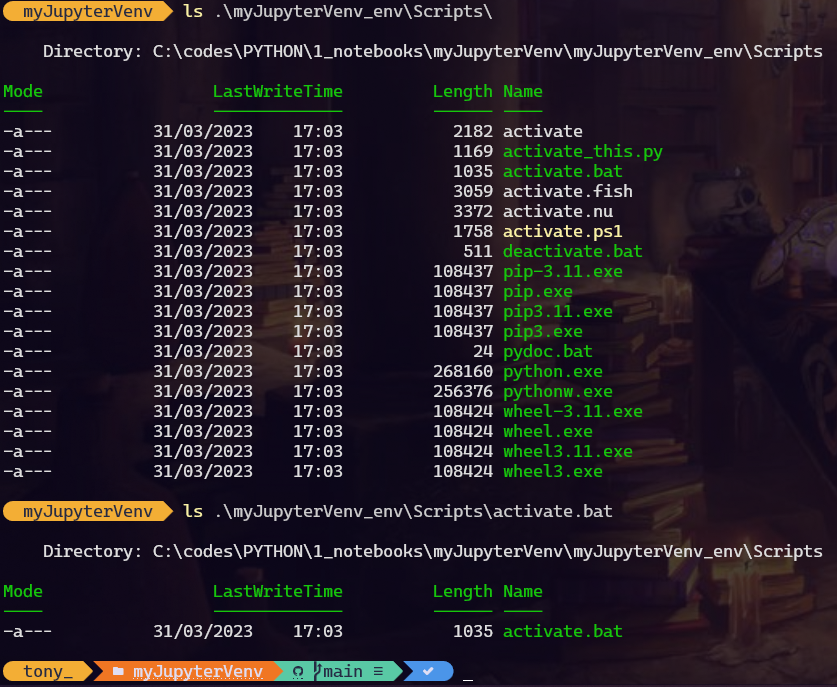 myJupyterVenv ls .\myJupyterVenv_env\Scripts\
Directory: C:\codes\PYTHON\1_notebooks\myJupyterVenv\myJupyterVenv_env\Scripts
Mode LastWriteTime Length Name
---- ------------- ------ ----
-a--- 31/03/2023 17:03 2182 activate
-a--- 31/03/2023 17:03 1169 activate_this.py
-a--- 31/03/2023 17:03 1035 activate.bat
-a--- 31/03/2023 17:03 3059 activate.fish
-a--- 31/03/2023 17:03 3372 activate.nu
-a--- 31/03/2023 17:03 1758 activate.ps1
-a--- 31/03/2023 17:03 511 deactivate.bat
-a--- 31/03/2023 17:03 108437 pip-3.11.exe
-a--- 31/03/2023 17:03 108437 pip.exe
-a--- 31/03/2023 17:03 108437 pip3.11.exe
-a--- 31/03/2023 17:03 108437 pip3.exe
-a--- 31/03/2023 17:03 24 pydoc.bat
-a--- 31/03/2023 17:03 268160 python.exe
-a--- 31/03/2023 17:03 256376 pythonw.exe
-a--- 31/03/2023 17:03 108424 wheel-3.11.exe
-a--- 31/03/2023 17:03 108424 wheel.exe
-a--- 31/03/2023 17:03 108424 wheel3.11.exe
-a--- 31/03/2023 17:03 108424 wheel3.exe
myJupyterVenv ls .\myJupyterVenv_env\Scripts\activate.bat
Directory: C:\codes\PYTHON\1_notebooks\myJupyterVenv\myJupyterVenv_env\Scripts
Mode LastWriteTime Length Name
---- ------------- ------ ----
-a--- 31/03/2023 17:03 1035 activate.bat
tony_ myJupyterVenv main ≡ _